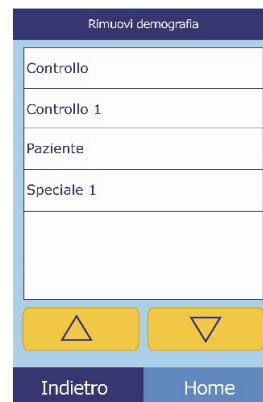 Rimuovi demografia
Controllo
Controllo 1
Paziente
Speciale 1
Indietro Home